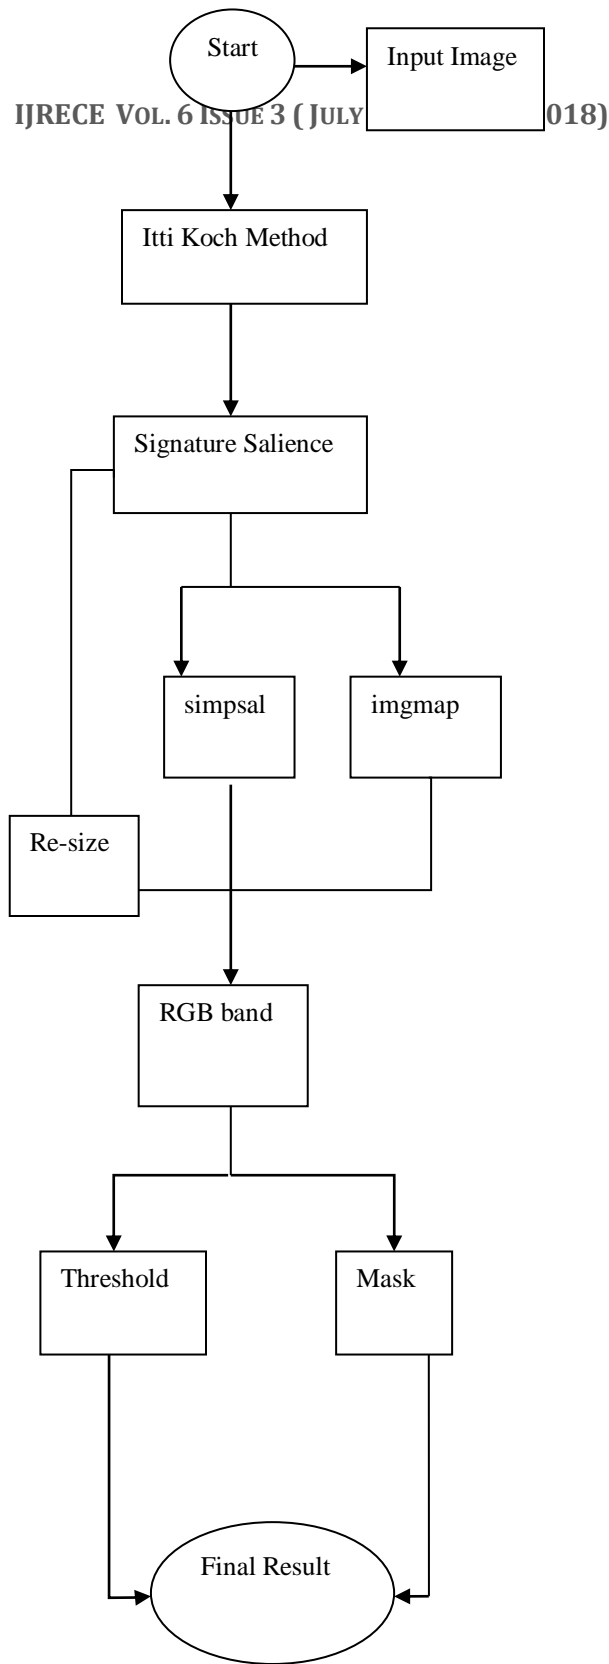 Start
Input Image
IJRECE VOL. 6 ISSUE 3 ( JULY 018)
Itti Koch Method
Signature Salience
simpsal
imgmap
Re-size
RGB band
Threshold
Mask
Final Result